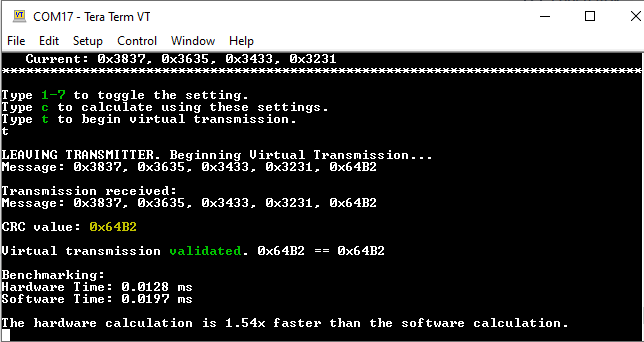 COM17 - Tera Term VT
File Edit Setup Control Window Help
Current: 0x3837, 0x3635, 0x3433, 0x3231
********************************************************************************
Type 1-7 to toggle the setting.
Type c to calculate using these settings.
Type t to begin virtual transmission.
t
LEAVING TRANSMITTER. Beginning Virtual Transmission...
Message: 0x3837, 0x3635, 0x3433, 0x3231, 0x64B2
Transmission received:
Message: 0x3837, 0x3635, 0x3433, 0x3231, 0x64B2
CRC value: 0x64B2
Virtual transmission validated. 0x64B2 == 0x64B2
Benchmarking:
Hardware Time: 0.0128 ms
Software Time: 0.0197 ms
The hardware calculation is 1.54x faster than the software calculation.